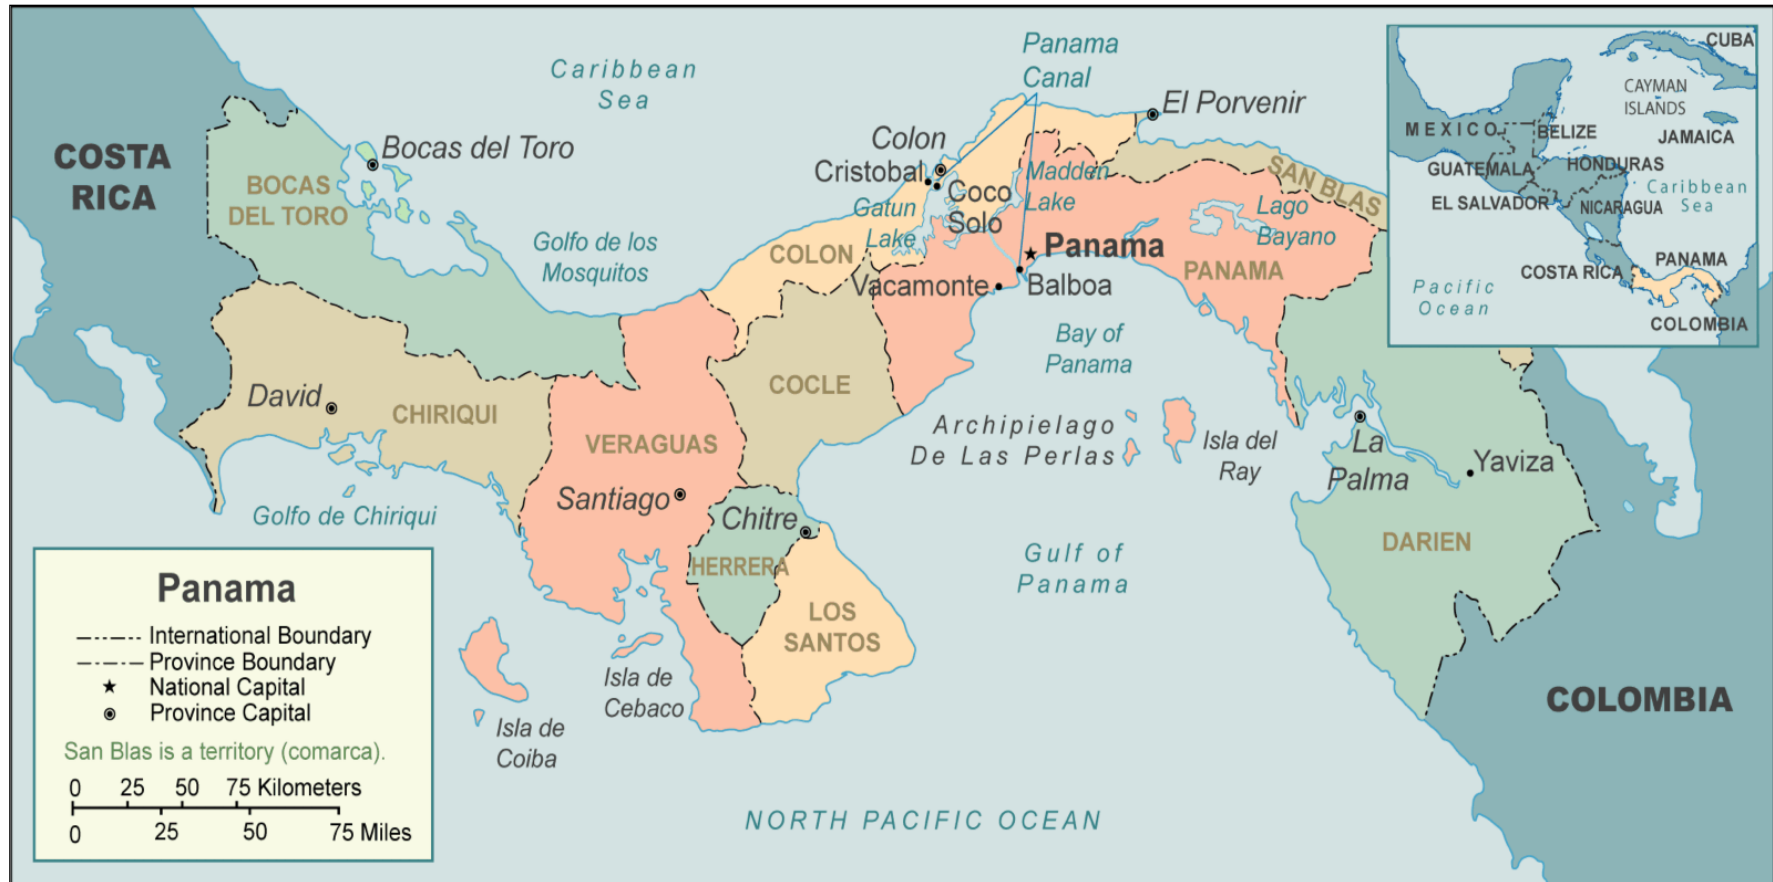 Caribbean
Sea
Panama
Canal
El Porvenir
Colon
Cristobal
Coco
Solo
Madden
Lake
Gatun
Lake
SAN BLAS
Lago
Bayano
COSTA
RICA
Bocas del Toro
BOCAS
DEL TORO
Golfo de los
Mosquitos
COLON
Panama
PANAMA
Vacamonte
Balboa
Bay of
Panama
David
CHIRIQUI
COCLE
VERAGUAS
Archipielago
De Las Perlas
Isla del
Ray
La
Palma
Yaviza
Santiago
Golfo de Chiriqui
Chitre
HERRERA
Gulf of
Panama
DARIEN
LOS
SANTOS
Isla de
Cebaco
Isla de
Coiba
COLOMBIA
NORTH PACIFIC OCEAN
Panama
International Boundary
Province Boundary
National Capital
Province Capital
San Blas is a territory (comarca).
0 25 50 75 Kilometers
0 25 50 75 Miles
CUBA
CAYMAN
ISLANDS
MEXICO
BELIZE
JAMAICA
GUATEMALA
HONDURAS
Caribbean
Sea
EL SALVADOR
NICARAGUA
COSTA RICA
PANAMA
Pacific
Ocean
COLOMBIA